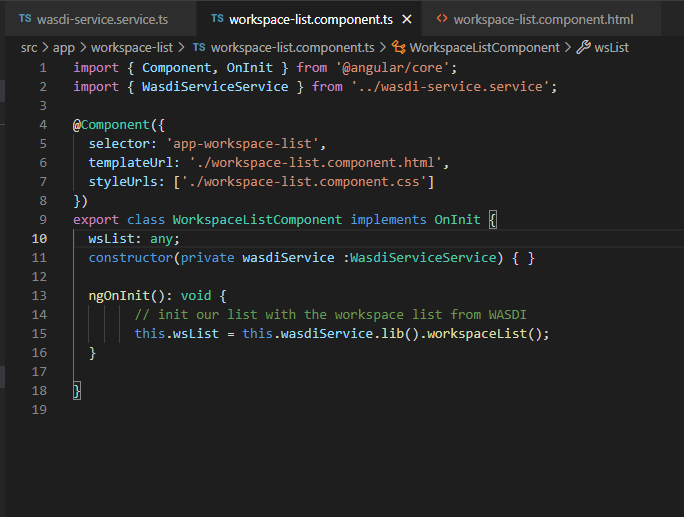 TS wasdi-service.service.ts TS workspace-list.component.ts × <> workspace-list.component.html
src > app > workspace-list > TS workspace-list.component.ts > WorkspaceListComponent > wsList
1 import { Component, OnInit } from '@angular/core';
2 import { WasdiServiceService } from '../wasdi-service.service';
3
4 @Component({
5 selector: 'app-workspace-list',
6 templateUrl: './workspace-list.component.html',
7 styleUrls: ['./workspace-list.component.css']
8 })
9 export class WorkspaceListComponent implements OnInit {
10 wsList: any;
11 constructor(private wasdiService :WasdiServiceService) { }
12
13 ngOnInit(): void {
14 // init our list with the workspace list from WASDI
15 this.wsList = this.wasdiService.lib().workspaceList();
16 }
17
18 }
19